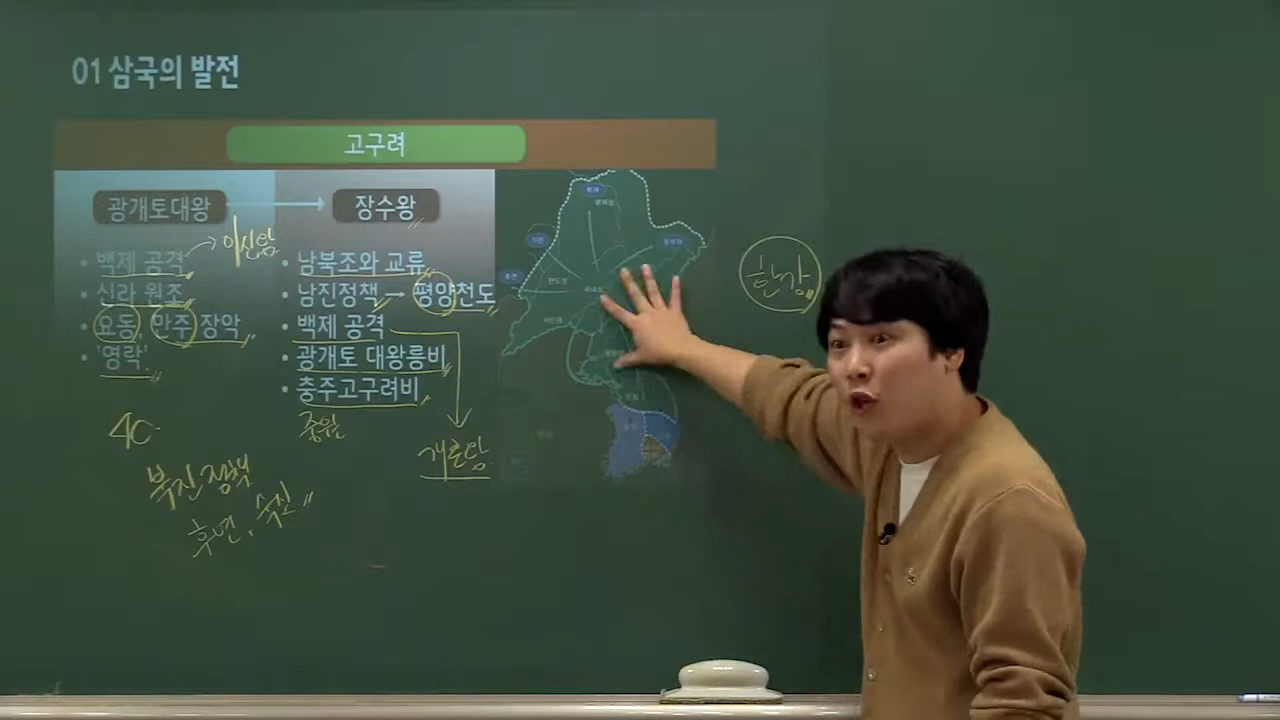 01 삼국의 발전
고구려
광개토대왕
장수왕
백제 공격
아신왕
신라 원조
요동, 만주 장악
'영락'
남북조와 교류
남진정책 → 평양천도
백제 공격
광개토 대왕릉비
충주고구려비
중원
개로왕
4C
북진정책
후연, 숙신
한강